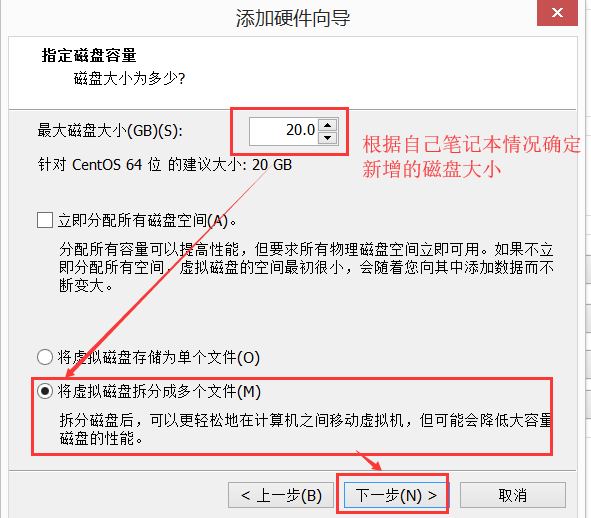 添加硬件向导
指定磁盘容量
磁盘大小为多少?
最大磁盘大小(GB)(S):
20.0
根据自己笔记本情况确定
新增的磁盘大小
针对 CentOS 64 位 的建议大小: 20 GB
立即分配所有磁盘空间(A)。
分配所有容量可以提高性能，但要求所有物理磁盘空间立即可用。如果不立
即分配所有空间，虚拟磁盘的空间最初很小，会随着您向其中添加数据而不
断变大。
将虚拟磁盘存储为单个文件(O)
将虚拟磁盘拆分成多个文件(M)
拆分磁盘后，可以更轻松地在计算机之间移动虚拟机，但可能会降低大容量
磁盘的性能。
< 上一步(B)
下一步(N) >
取消